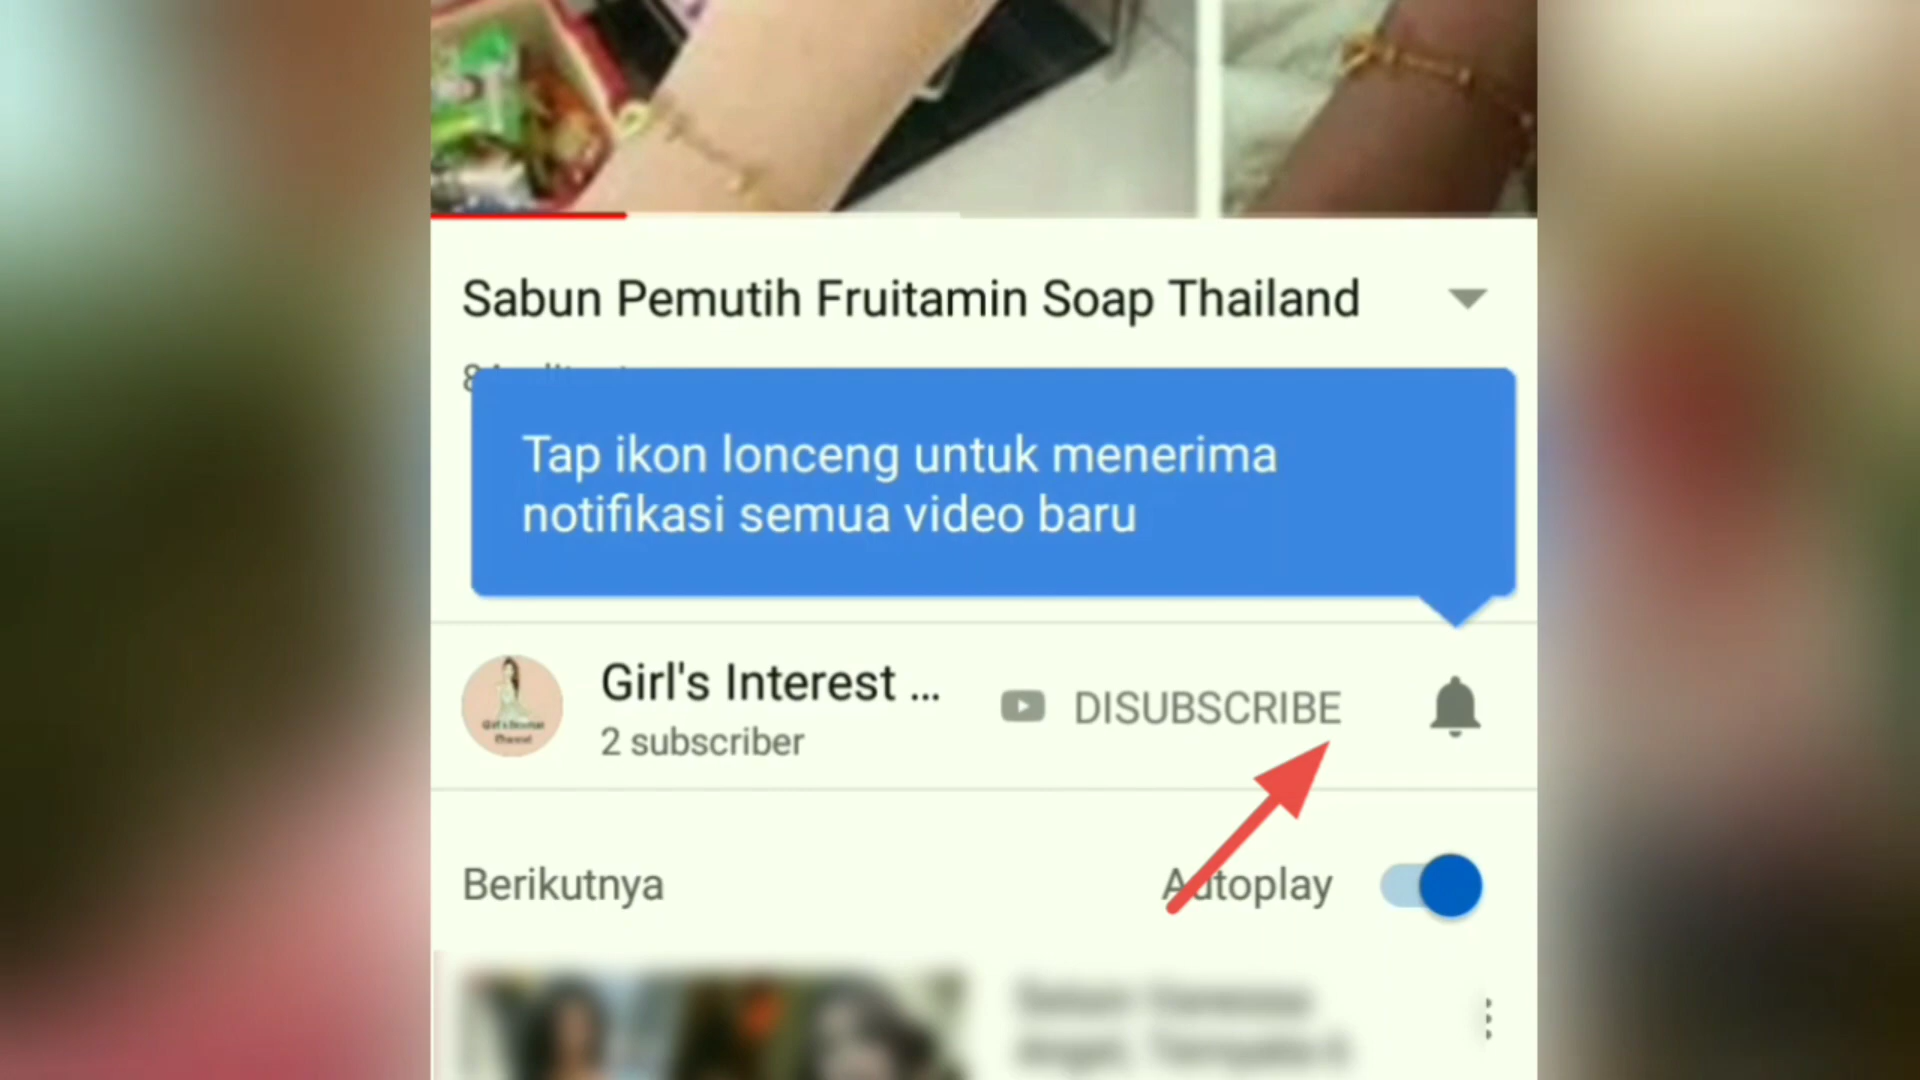 Sabun Pemutih Fruitamin Soap Thailand
Tap ikon lonceng untuk menerima
notifikasi semua video baru
Girl's Interest ...
DISUBSCRIBE
2 subscriber
Berikutnya
Autoplay